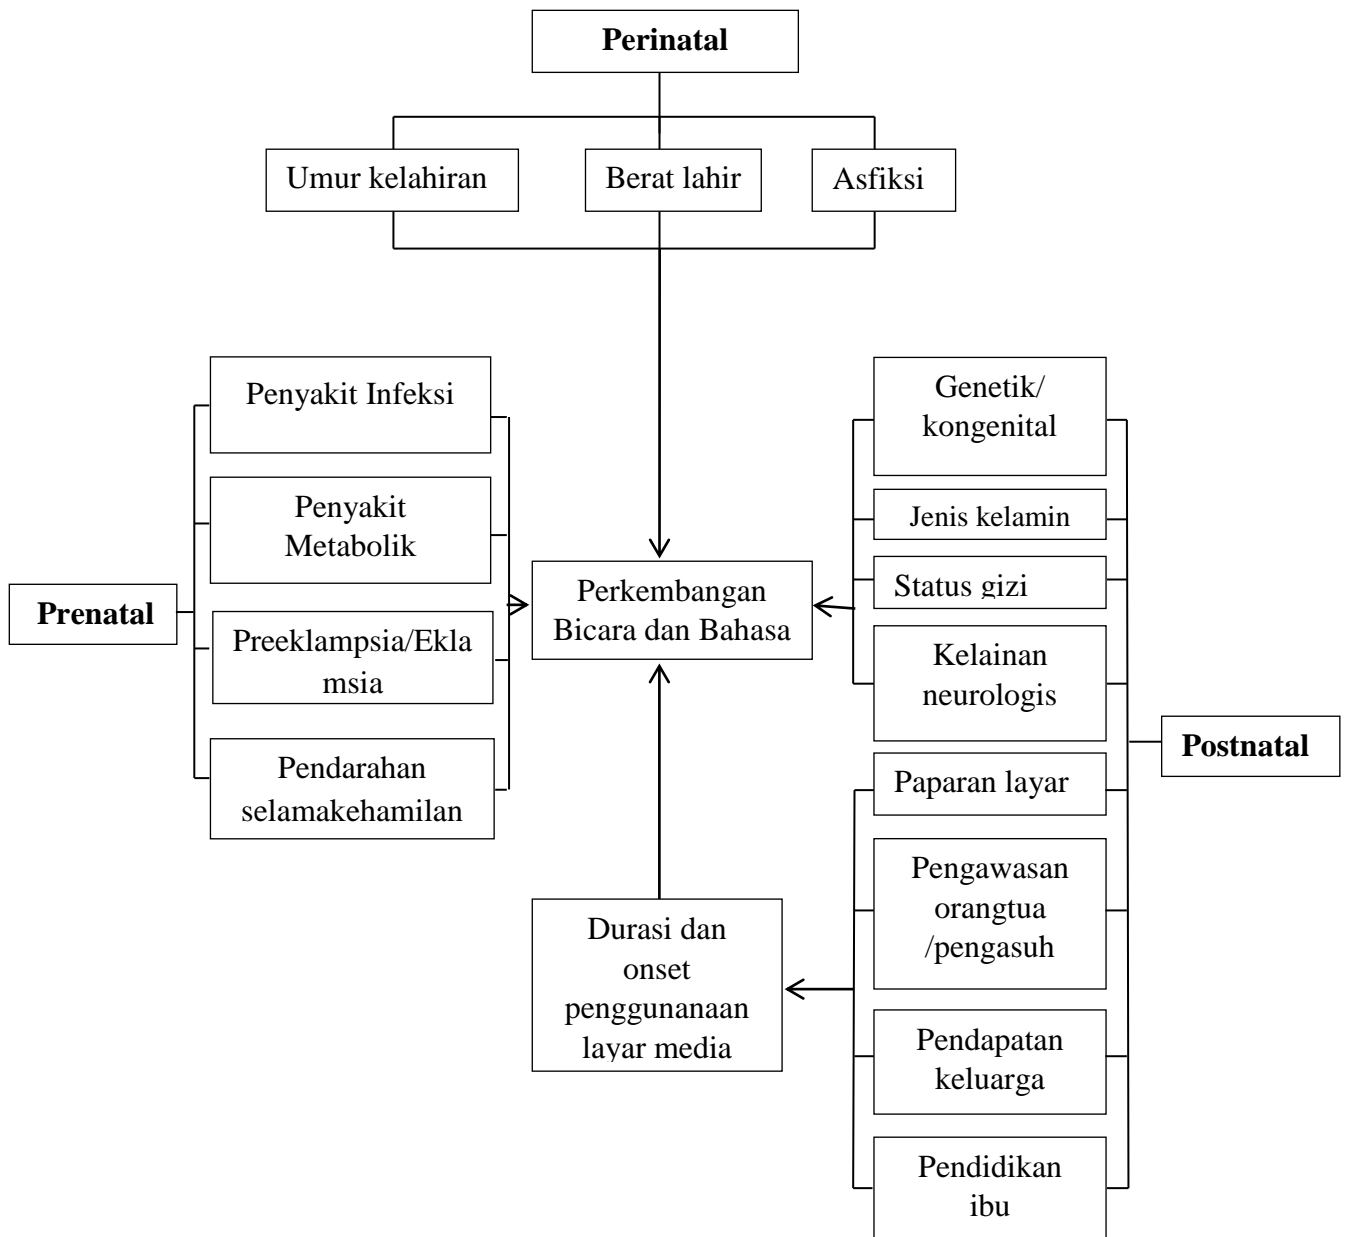 Perinatal
Umur kelahiran
Berat lahir
Asfiksi
Penyakit Infeksi
Penyakit
Metabolik
Prenatal
Preeklampsia/Ekla
msia
Pendarahan
selamakehamilan
Perkembangan
Bicara dan Bahasa
Genetik/
kongenital
Jenis kelamin
Status gizi
Kelainan
neurologis
Postnatal
Paparan layar
Pengawasan
orangtua
/pengasuh
Pendapatan
keluarga
Pendidikan
ibu
Durasi dan
onset
penggunanaan
layar media